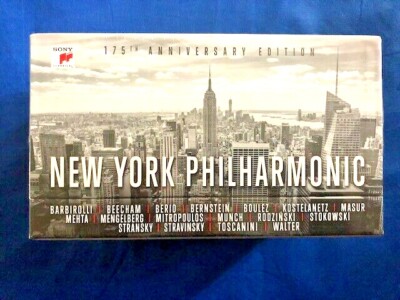 SONY
175TH ANNIVERSARY EDITION
NEW YORK PHILHARMONIC
BARBIROLLI | BEECHAM | BERIO | BERNSTEIN | BOULEZ | KOSTELANETZ | MASUR
MEHTA | MENGELBERG | MITROPOULOS | MUNCH | RODZINSKI | STOKOWSKI
STRANSKY | STRAVINSKY | TOSCANINI | WALTER